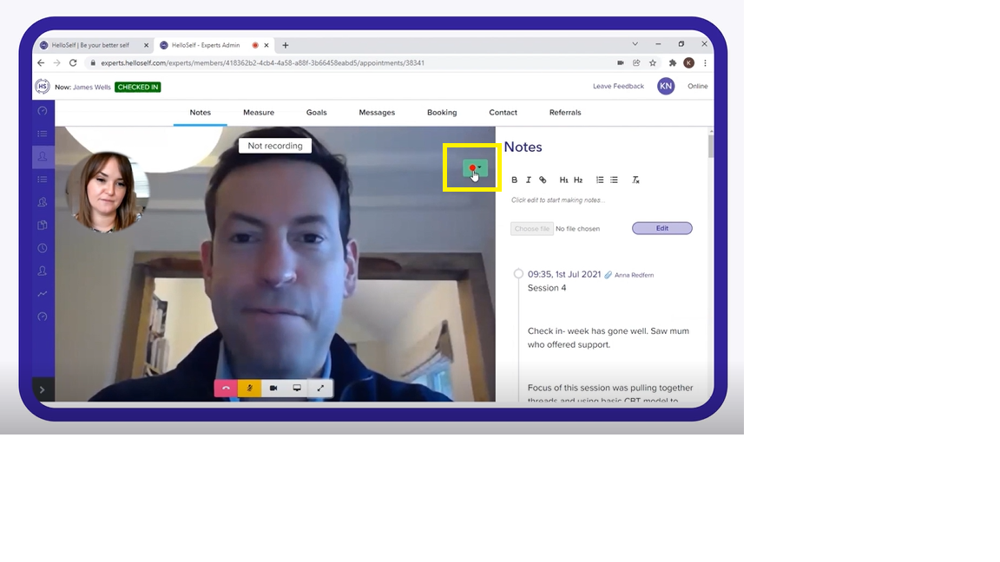 HelloSelf | Be your better self
HelloSelf - Experts Admin
experts.helloself.com/experts/members/418362b2-4cb4-4a58-a88f-3b66458eabd5/appointments/38341
K
HS
Now: James Wells CHECKED IN
Leave Feedback
KN
Online
Notes
Measure
Goals
Messages
Booking
Contact
Referrals
Not recording
Notes
B I H1 H2
Click edit to start making notes...
Choose file No file chosen
Edit
09:35, 1st Jul 2021 Anna Redfern
Session 4
Check in- week has gone well. Saw mum
who offered support.
Focus of this session was pulling together
threads and using basic CBT model to